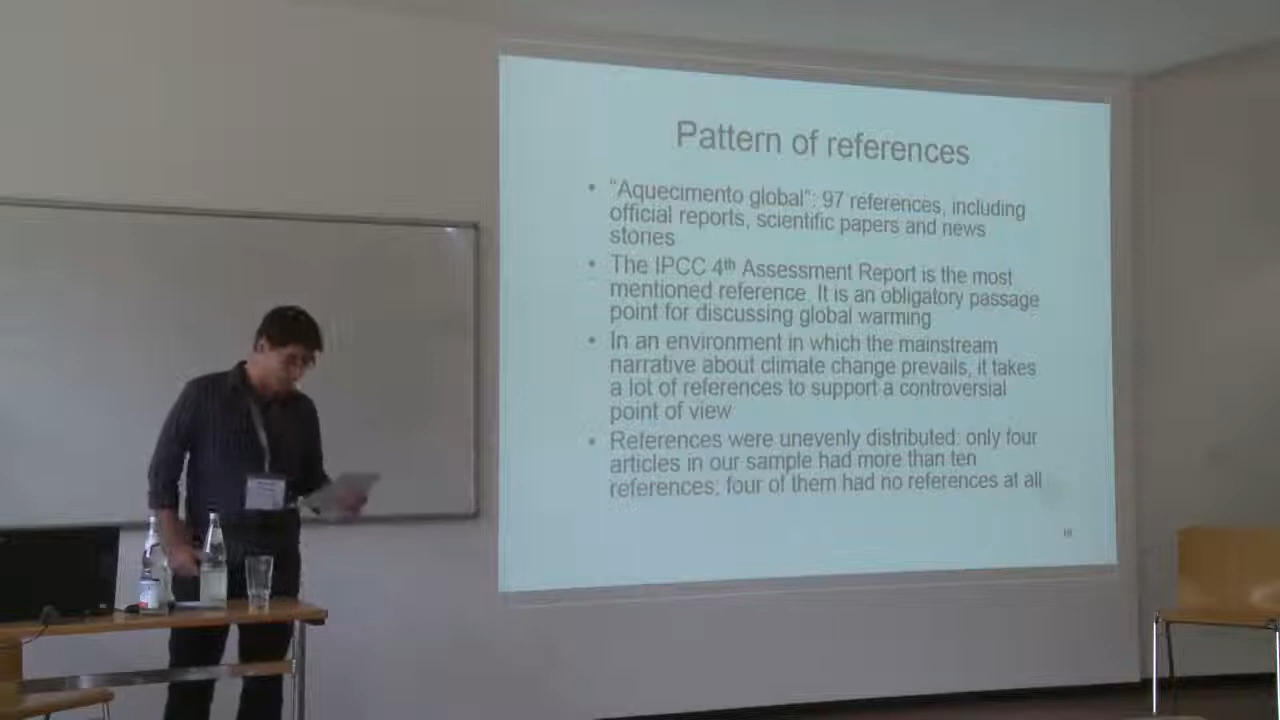 Pattern of references
• "Aquecimento global": 97 references, including
official reports, scientific papers and news
stories
• The IPCC 4th Assessment Report is the most
mentioned reference. It is an obligatory passage
point for discussing global warming
• In an environment in which the mainstream
narrative about climate change prevails, it takes
a lot of references to support a controversial
point of view
• References were unevenly distributed: only four
articles in our sample had more than ten
references; four of them had no references at all